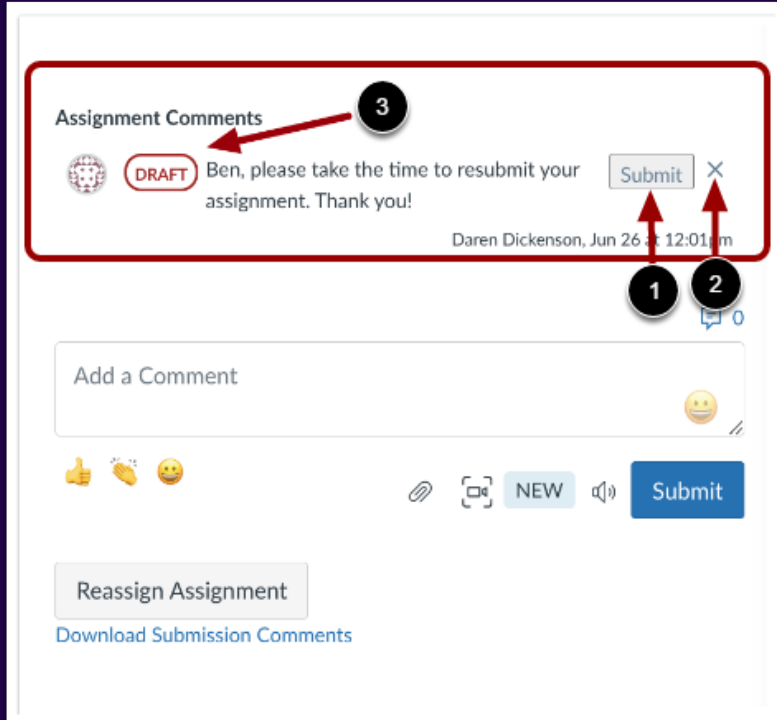 Assignment Comments
3
DRAFT Ben, please take the time to resubmit your Submit
assignment. Thank you!
Daren Dickenson, Jun 26 at 12:01pm
1
2
0
Add a Comment
NEW
Submit
Reassign Assignment
Download Submission Comments